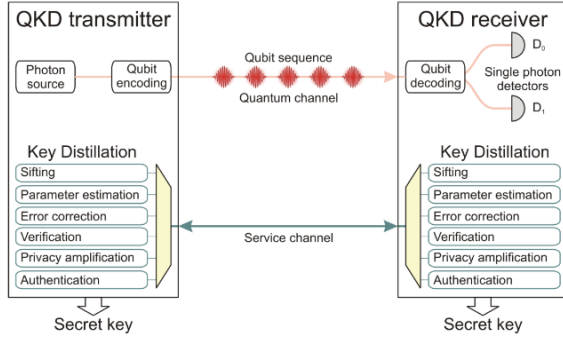 QKD transmitter
Photon
source
Qubit
encoding
Qubit sequence
Quantum channel
QKD receiver
Qubit
decoding
D0
Single photon
detectors
D1
Key Distillation
Sifting
Parameter estimation
Error correction
Verification
Privacy amplification
Authentication
Service channel
Key Distillation
Sifting
Parameter estimation
Error correction
Verification
Privacy amplification
Authentication
Secret key
Secret key